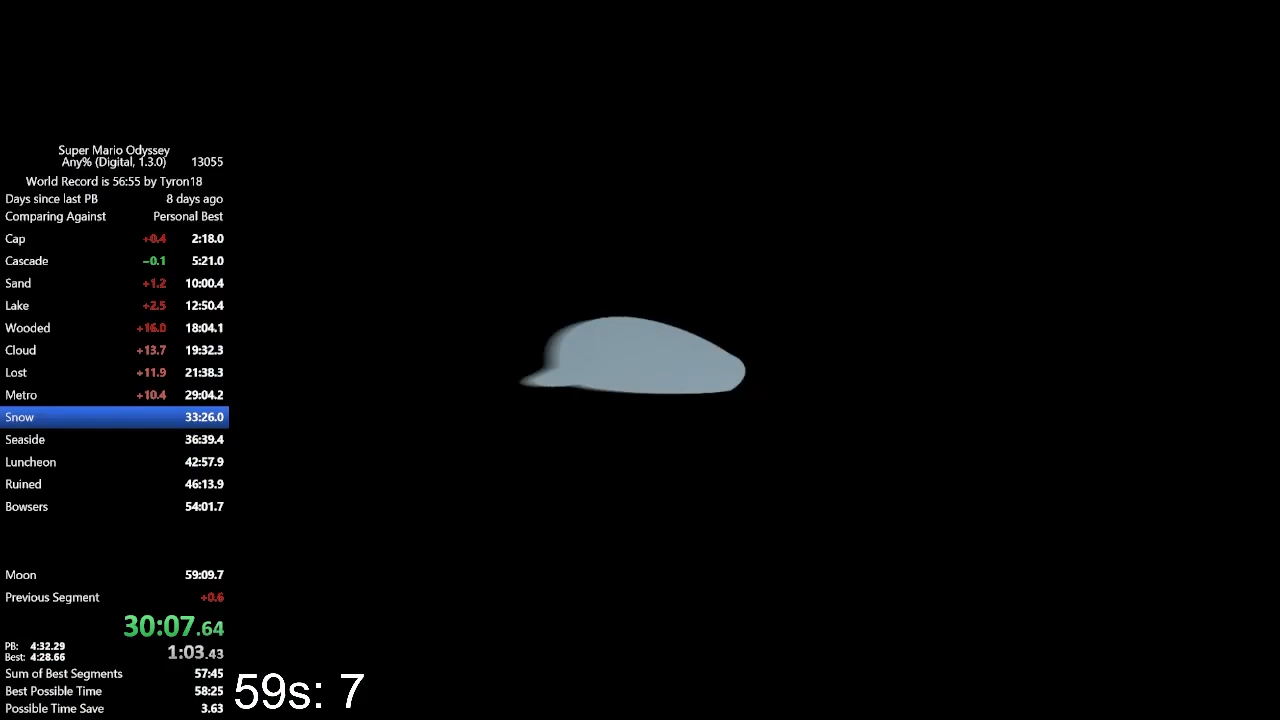 Super Mario Odyssey
Any% (Digital, 1.3.0) 13055
World Record is 56:55 by Tyron18
Days since last PB 8 days ago
Comparing Against Personal Best
Cap +0.4 2:18.0
Cascade −0.1 5:21.0
Sand +1.2 10:00.4
Lake +2.5 12:50.4
Wooded +16.0 18:04.1
Cloud +13.7 19:32.3
Lost +11.9 21:38.3
Metro +10.4 29:04.2
Snow 33:26.0
Seaside 36:39.4
Luncheon 42:57.9
Ruined 46:13.9
Bowsers 54:01.7
Moon 59:09.7
Previous Segment +0.6
30:07.64
PB: 4:32.29
Best: 4:28.66
1:03.43
Sum of Best Segments 57:45
Best Possible Time 58:25
Possible Time Save 3.63
59s: 7